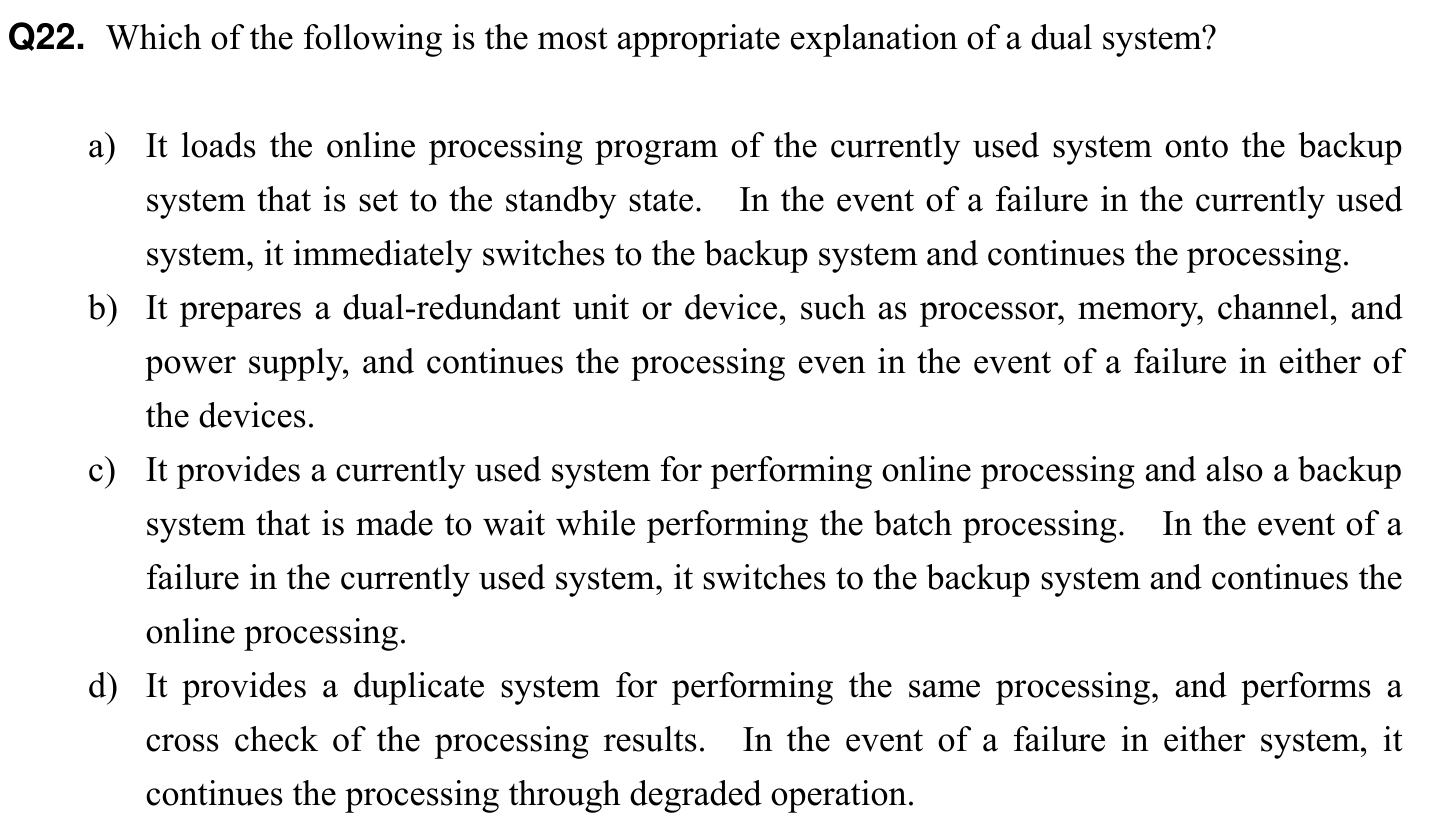 Q22. Which of the following is the most appropriate explanation of a dual system?
a) It loads the online processing program of the currently used system onto the backup
system that is set to the standby state. In the event of a failure in the currently used
system, it immediately switches to the backup system and continues the processing.
b) It prepares a dual-redundant unit or device, such as processor, memory, channel, and
power supply, and continues the processing even in the event of a failure in either of
the devices.
c) It provides a currently used system for performing online processing and also a backup
system that is made to wait while performing the batch processing. In the event of a
failure in the currently used system, it switches to the backup system and continues the
online processing.
d) It provides a duplicate system for performing the same processing, and performs a
cross check of the processing results. In the event of a failure in either system, it
continues the processing through degraded operation.